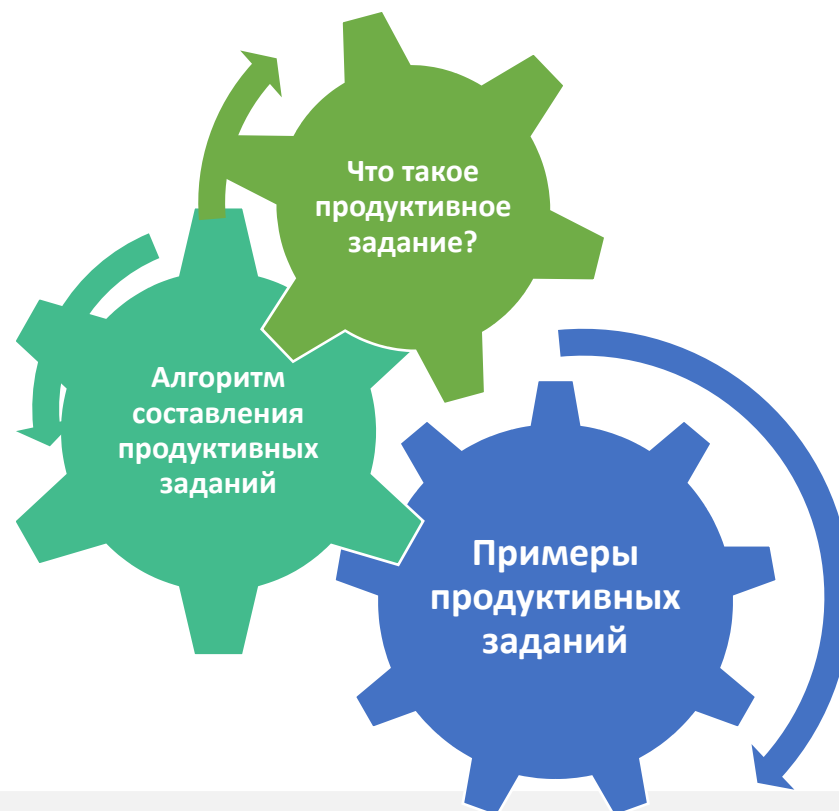 Что такое
продуктивное
задание?
Алгоритм
составления
продуктивных
заданий
Примеры
продуктивных
заданий